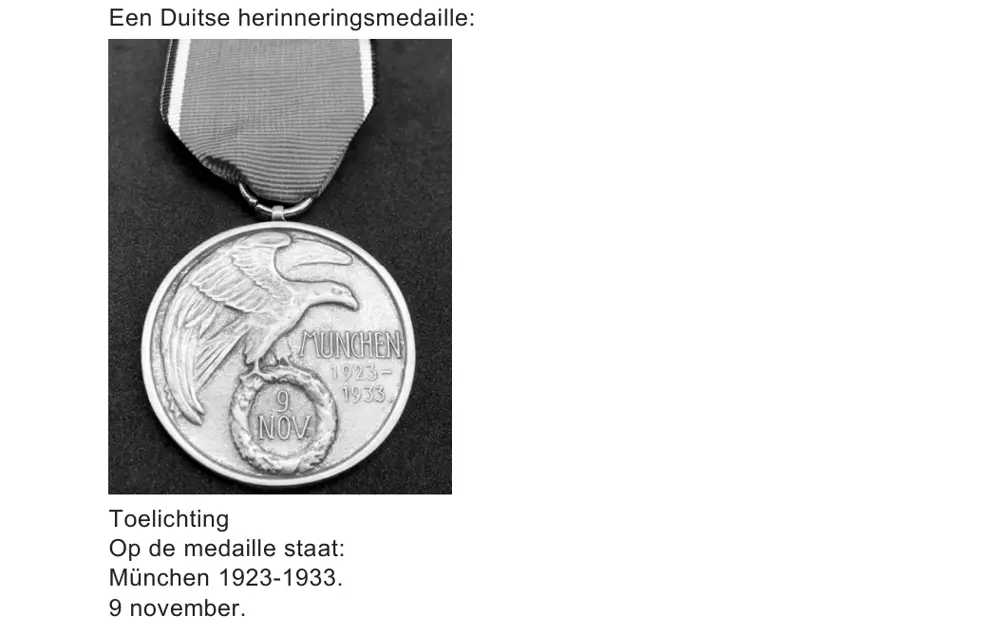 Een Duitse herinneringsmedaille:
MÜNCHEN
1923–
1933.
9.
NOV.
Toelichting
Op de medaille staat:
München 1923-1933.
9 november.